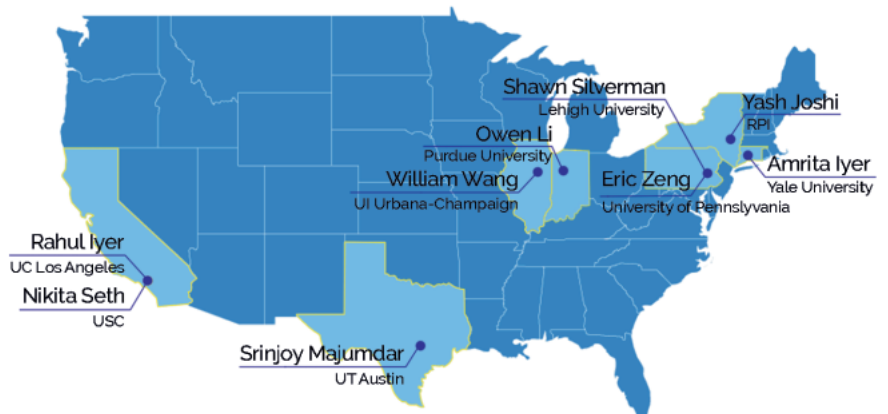 Shawn Silverman
Lehigh University
Yash Joshi
RPI
Owen Li
Purdue University
Amrita Iyer
Yale University
William Wang
UI Urbana-Champaign
Eric Zeng
University of Pennslyvania
Rahul Iyer
UC Los Angeles
Nikita Seth
USC
Srinjoy Majumdar
UT Austin